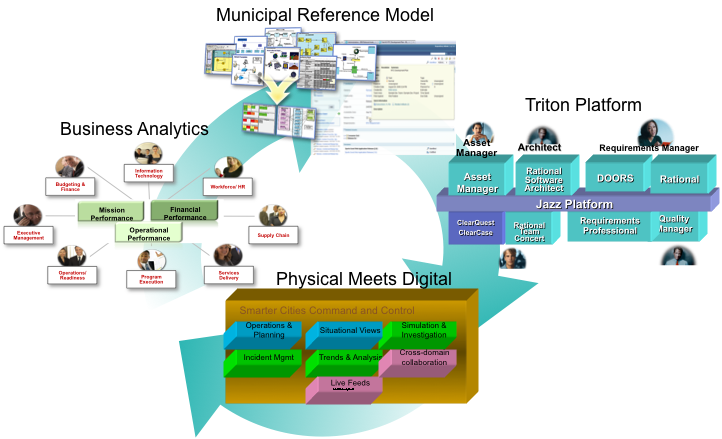 Municipal Reference Model
Business Analytics
Information
Technology
Budgeting &
Finance
Workforce/ HR
Mission
Performance
Financial
Performance
Operational
Performance
Executive
Management
Supply Chain
Operations/
Readiness
Program
Execution
Services
Delivery
Triton Platform
Asset
Manager
Architect
Requirements Manager
Asset
Manager
Rational
Software
Architect
DOORS
Rational
Jazz Platform
ClearQuest
ClearCase
Rational
Team
Concert
Requirements
Professional
Quality
Manager
Physical Meets Digital
Smarter Cities Command and Control
Operations &
Planning
Situational Views
Simulation &
Investigation
Incident Mgmt
Trends & Analysis
Cross-domain
collaboration
Live Feeds